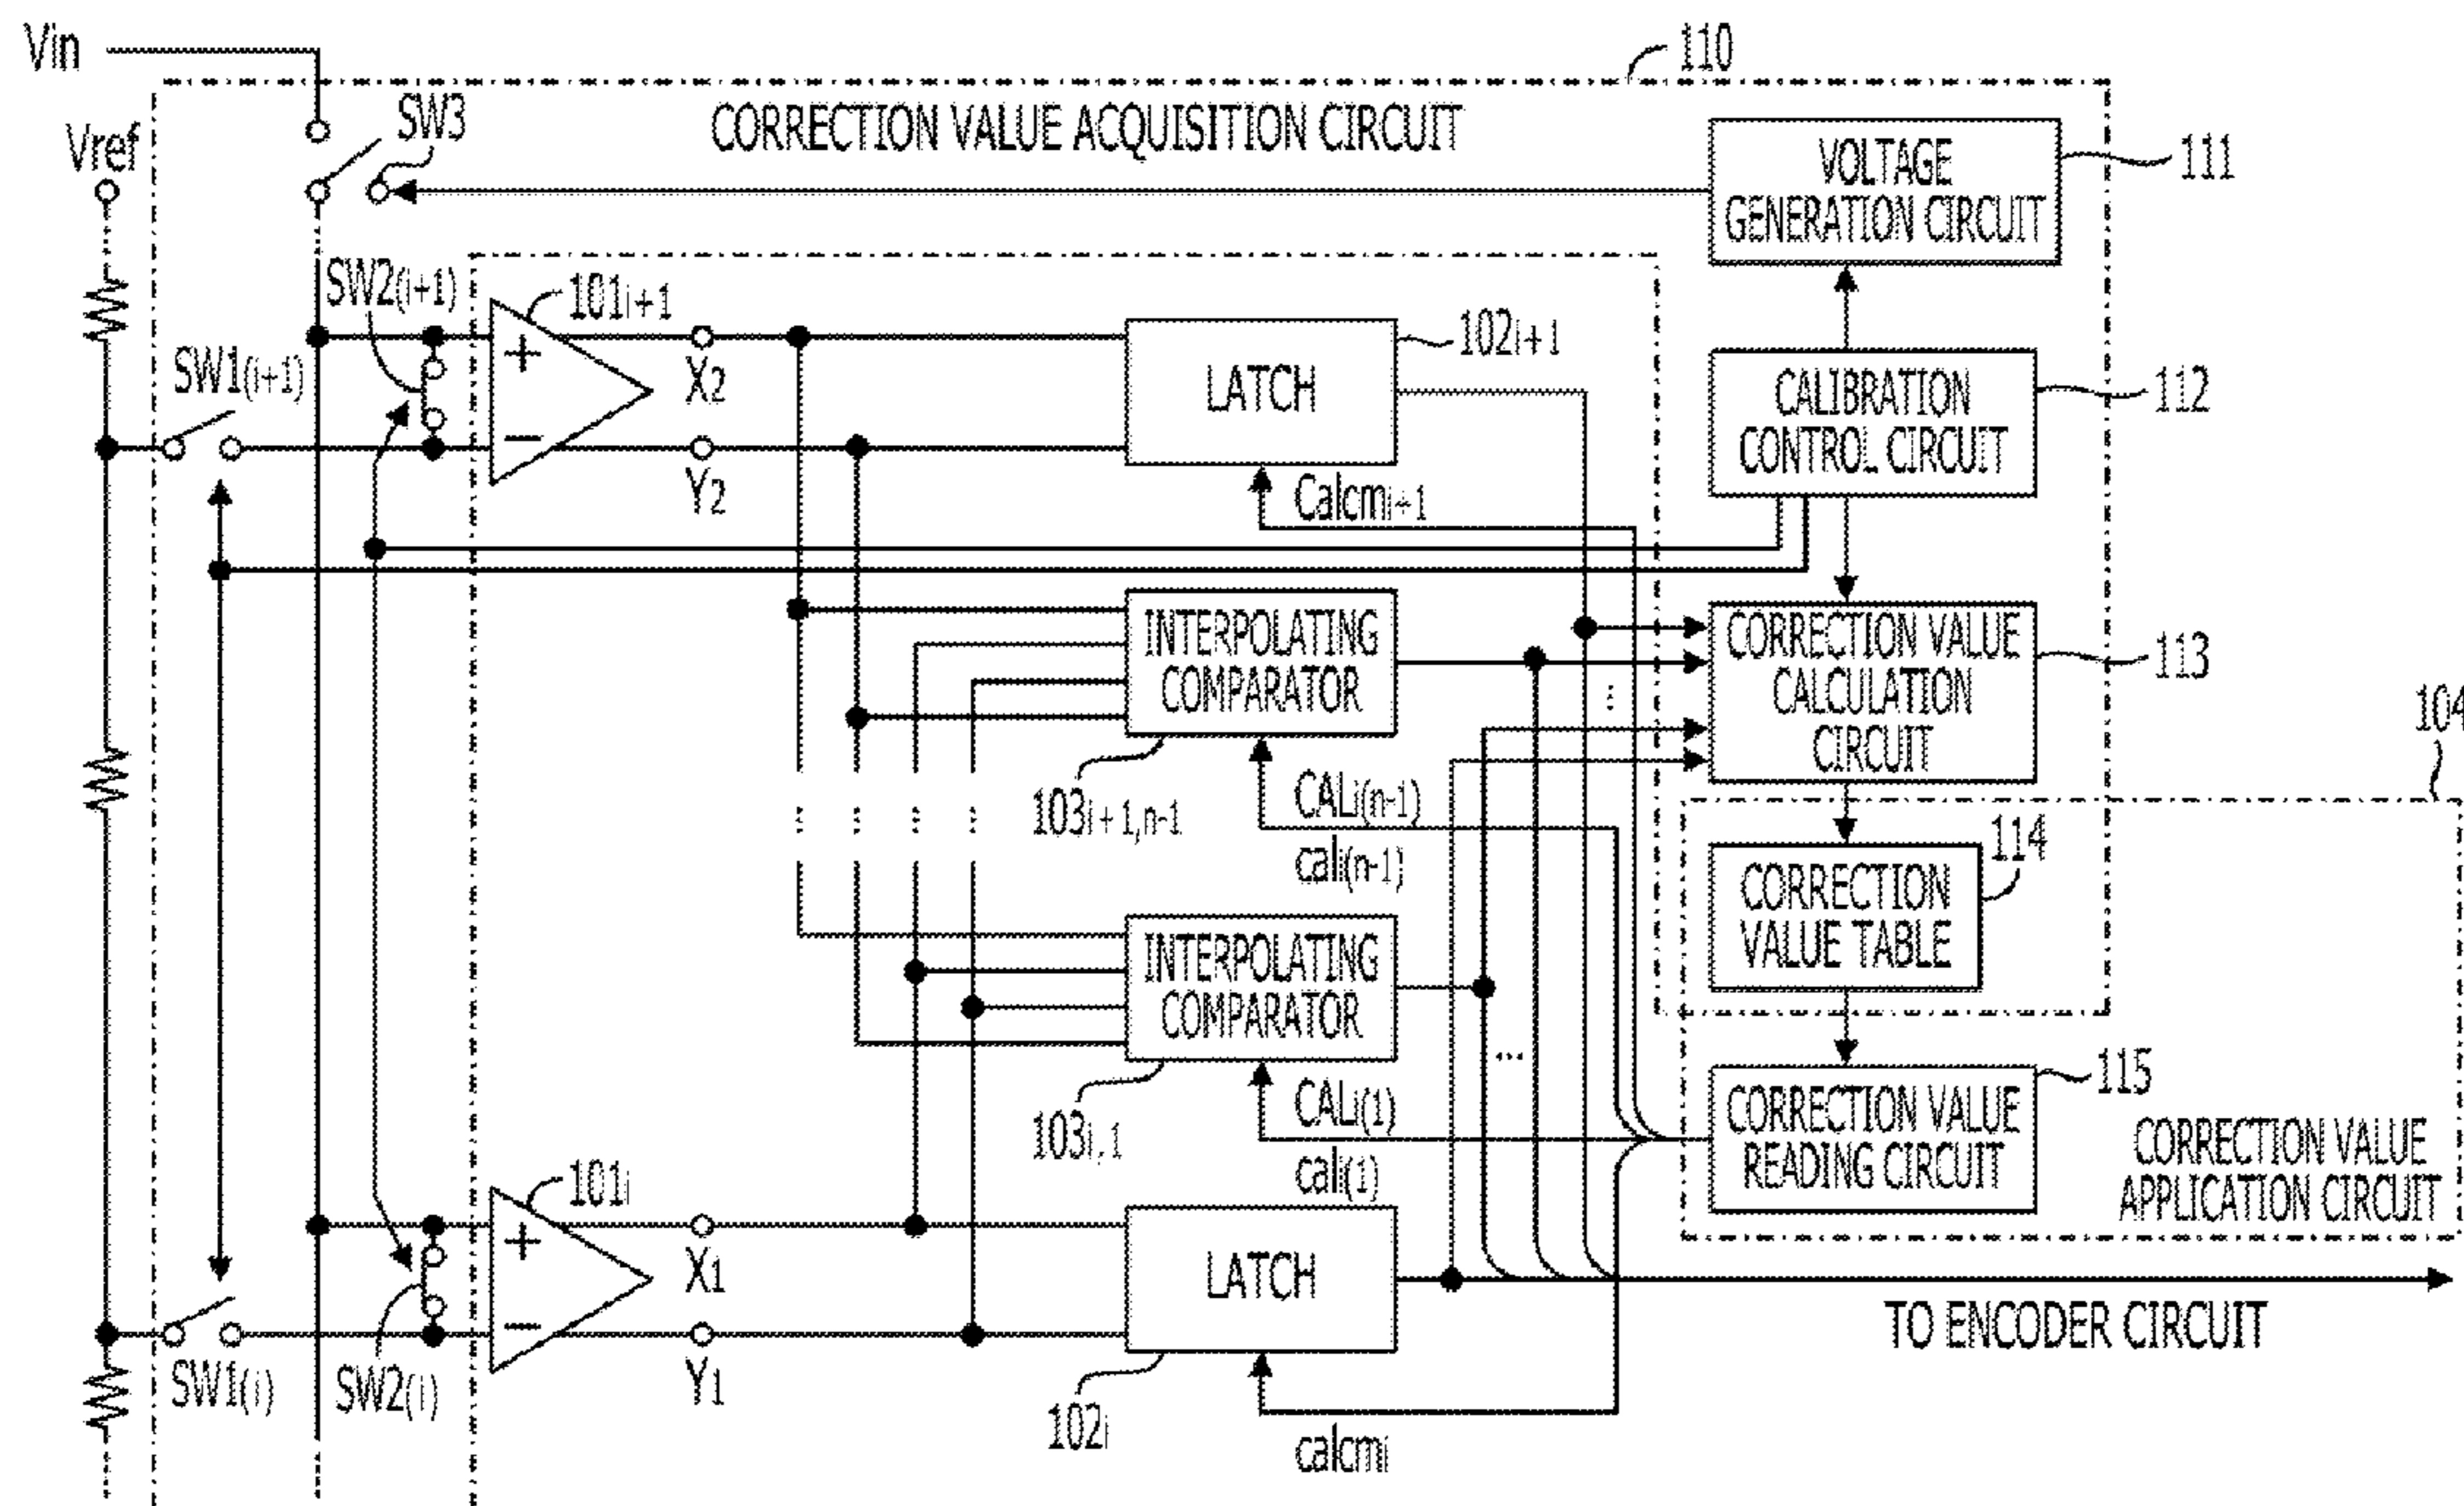 Vin
110
SW3
CORRECTION VALUE ACQUISITION CIRCUIT
Vref
VOLTAGE
GENERATION CIRCUIT
111
SW2(i+1)
101i+1
102i+1
SW1(i+1)
+
−
X2
Y2
LATCH
CALIBRATION
CONTROL CIRCUIT
112
Calcmi+1
INTERPOLATING
COMPARATOR
CORRECTION VALUE
CALCULATION
CIRCUIT
113
104
103i+1,n-1
CALi(n-1)
cali(n-1)
114
CORRECTION
VALUE TABLE
INTERPOLATING
COMPARATOR
103i,1
CALi(1)
cali(1)
115
CORRECTION VALUE
READING CIRCUIT
CORRECTION VALUE
APPLICATION CIRCUIT
101i
+
−
X1
Y1
LATCH
TO ENCODER CIRCUIT
SW1(i)
SW2(i)
102i
calcmi